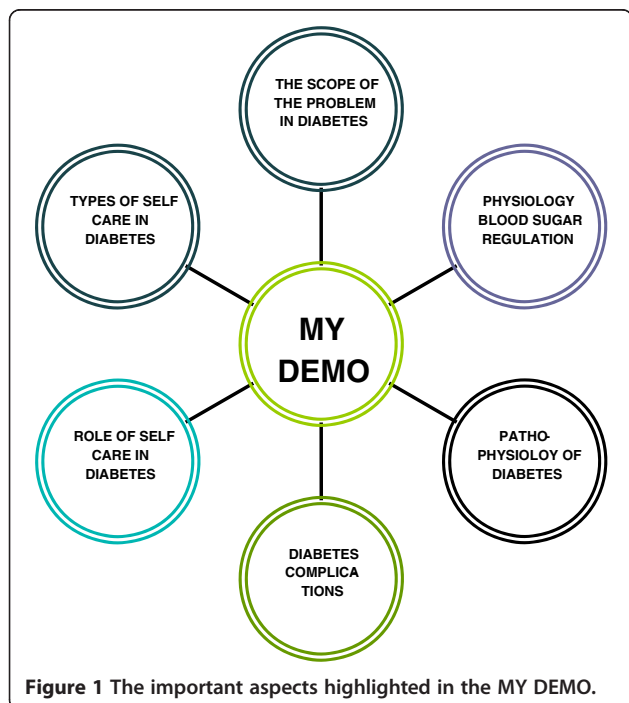 THE SCOPE OF
THE PROBLEM
IN DIABETES
PHYSIOLOGY
BLOOD SUGAR
REGULATION
PATHO-
PHYSIOLOY OF
DIABETES
DIABETES
COMPLICA
TIONS
ROLE OF SELF
CARE IN
DIABETES
TYPES OF SELF
CARE IN
DIABETES
MY
DEMO
Figure 1 The important aspects highlighted in the MY DEMO.